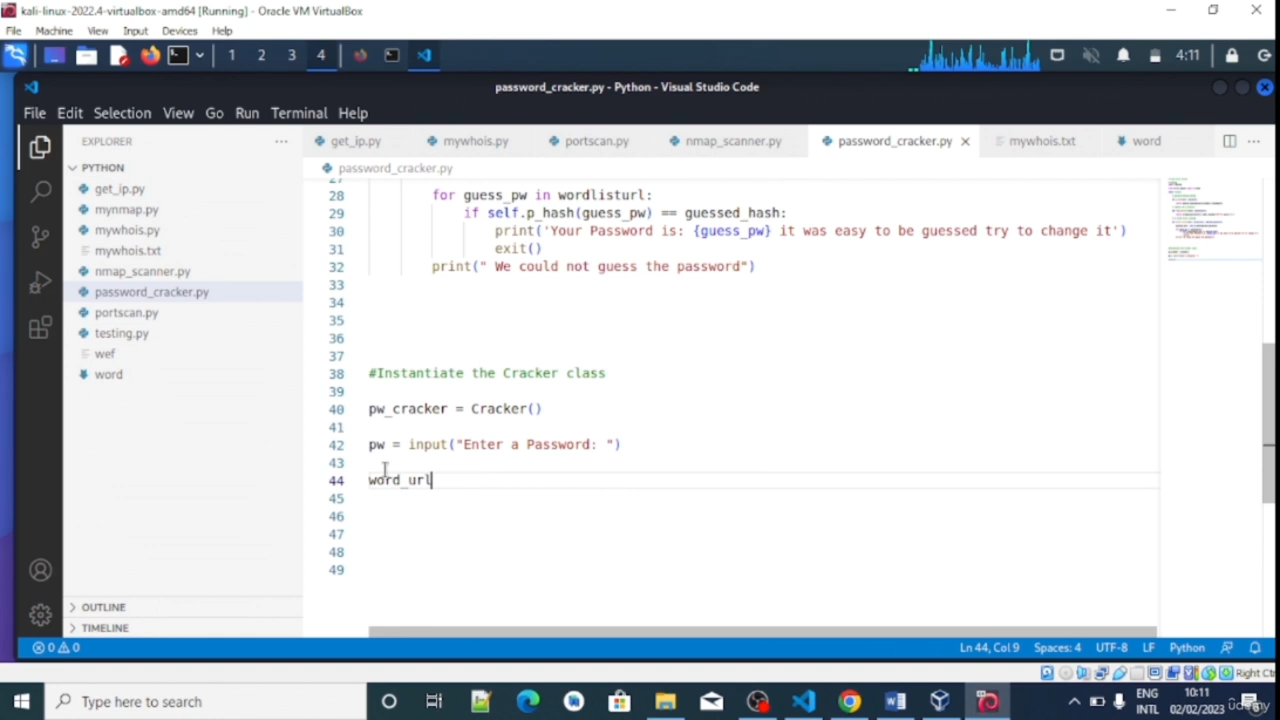 kali-linux-2022.4-virtualbox-amd64 [Running] - Oracle VM VirtualBox
File Machine View Input Devices Help
1 2 3 4 4:11
password_cracker.py - Python - Visual Studio Code
File Edit Selection View Go Run Terminal Help
EXPLORER ...
get_ip.py mywhois.py portscan.py nmap_scanner.py password_cracker.py mywhois.txt word
PYTHON
get_ip.py
mynmap.py
mywhois.py
mywhois.txt
nmap_scanner.py
password_cracker.py
portscan.py
testing.py
wef
word
OUTLINE
TIMELINE
password_cracker.py
27
28 for guess_pw in wordlisturl:
29 if self.p_hash(guess_pw) == guessed_hash:
30 print('Your Password is: {guess_pw} it was easy to be guessed try to change it')
31 exit()
32 print(" We could not guess the password")
33
34
35
36
37
38 #Instantiate the Cracker class
39
40 pw_cracker = Cracker()
41
42 pw = input("Enter a Password: ")
43
44 word_url
45
46
47
48
49
0 0 Ln 44, Col 9 Spaces: 4 UTF-8 LF Python
Right Ct
Type here to search
ENG
INTL
10:11
02/02/2023
udemy